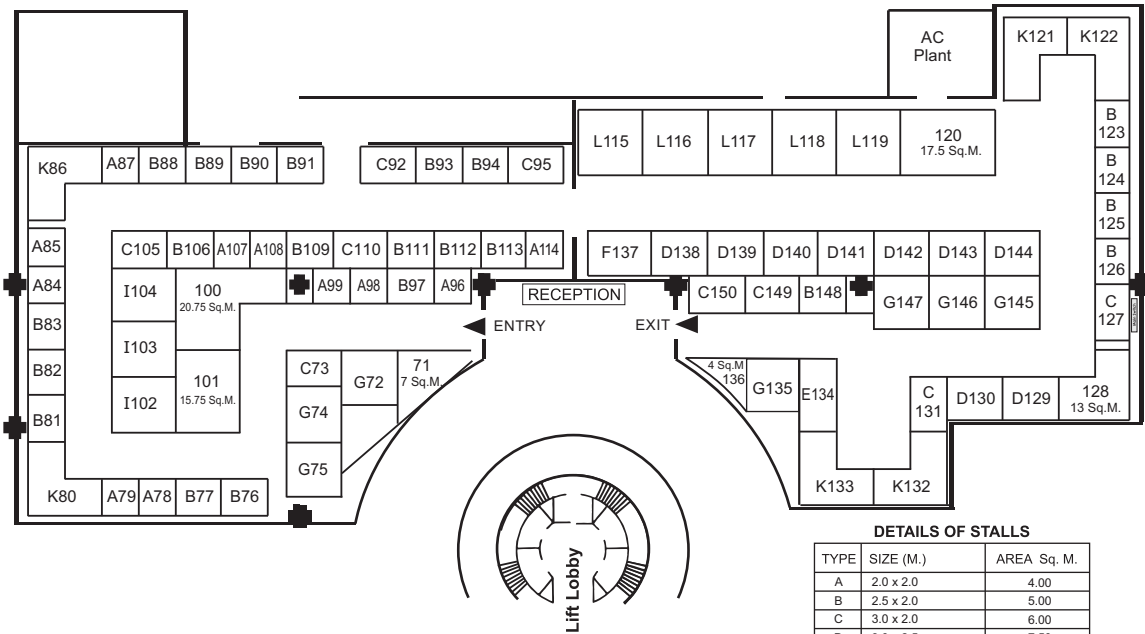 AC
Plant
K121
K122
L115
L116
L117
L118
L119
120
17.5 Sq.M.
B
123
B
124
B
125
B
126
C
127
K86
A87
B88
B89
B90
B91
C92
B93
B94
C95
A85
A84
B83
B82
B81
K80
A79
A78
B77
B76
C105
B106
A107
A108
B109
C110
B111
B112
B113
A114
I104
100
20.75 Sq.M.
A99
A98
B97
A96
I103
I102
101
15.75 Sq.M.
F137
D138
D139
D140
D141
D142
D143
D144
C150
C149
B148
G147
G146
G145
RECEPTION
ENTRY
EXIT
C73
G72
71
7 Sq.M.
G74
G75
4 Sq.M
136
G135
E134
C
131
D130
D129
128
13 Sq.M.
K133
K132
Lift Lobby
DETAILS OF STALLS
TYPE SIZE (M.) AREA Sq. M.
A 2.0 x 2.0 4.00
B 2.5 x 2.0 5.00
C 3.0 x 2.0 6.00